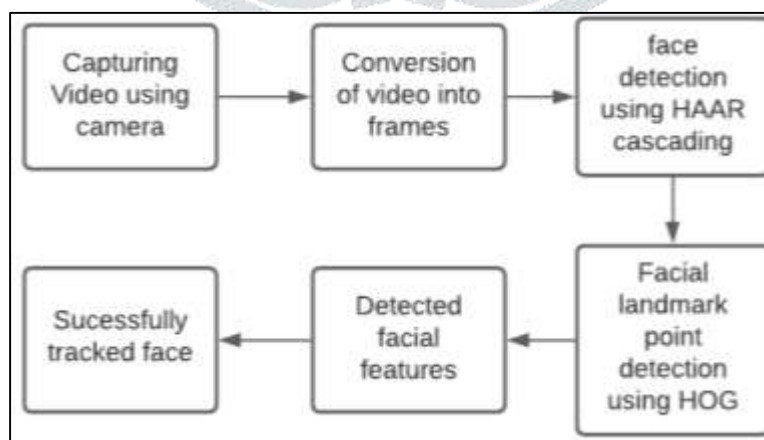 Capturing
Video using
camera
Conversion
of video into
frames
face
detection
using HAAR
cascading
Facial
landmark
point
detection
using HOG
Detected
facial
features
Sucessfully
tracked face